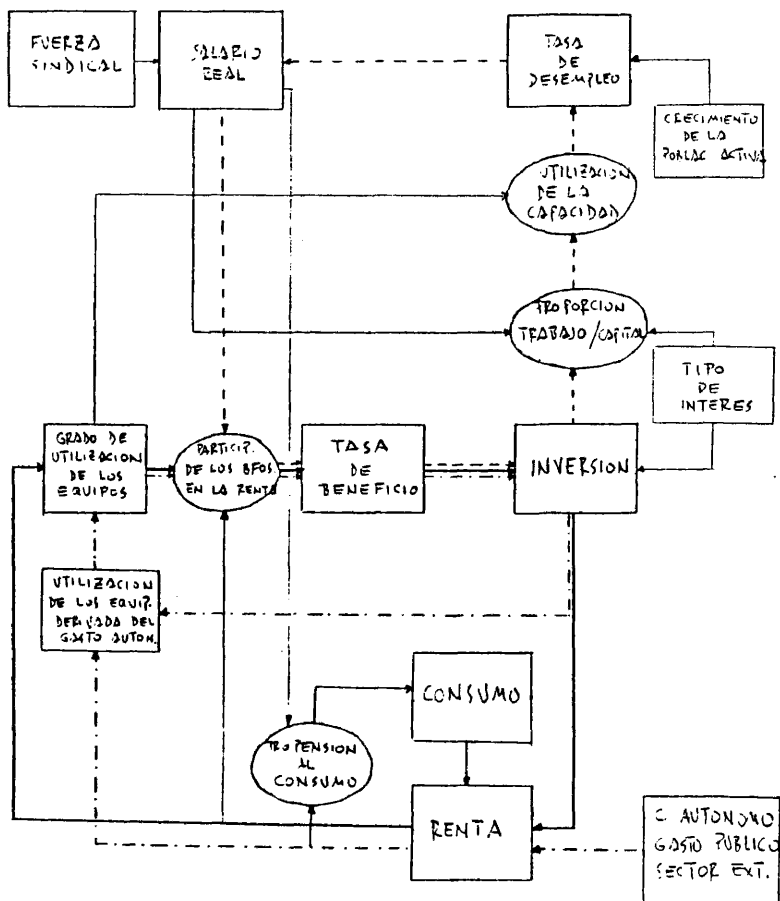 FUERZA
SINDICAL
SALARIO
REAL
TASA
DE
DESEMPLEO
CRECIMIENTO
DE LA
POBLAC ACTIVA
UTILIZACION
DE LA
CAPACIDAD
PROPORCION
TRABAJO/CAPITAL
TIPO
DE
INTERES
GRADO DE
UTILIZACION
DE LOS
EQUIPOS
PARTICIP.
DE LOS BFOS
EN LA RENTA
TASA
DE
BENEFICIO
INVERSION
UTILIZACION
DE LOS EQUIP.
DERIVADA DEL
GASTO AUTON.
CONSUMO
PROPENSION
AL
CONSUMO
RENTA
C. AUTONOMO
GASTO PUBLICO
SECTOR EXT.